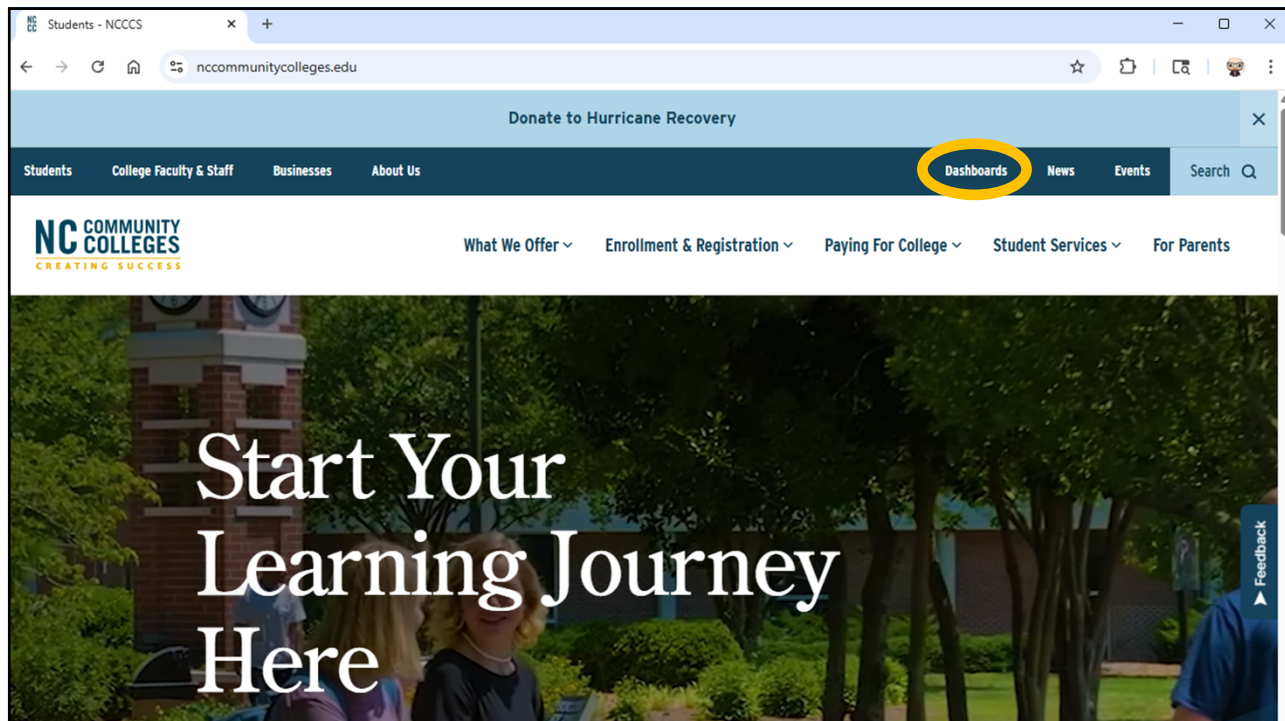 NC
CC
Students - NCCCS
nccommunitycolleges.edu
Donate to Hurricane Recovery
Students College Faculty & Staff Businesses About Us Dashboards News Events Search
NC COMMUNITY
COLLEGES
CREATING SUCCESS
What We Offer Enrollment & Registration Paying For College Student Services For Parents
Start Your
Learning Journey
Here
Feedback